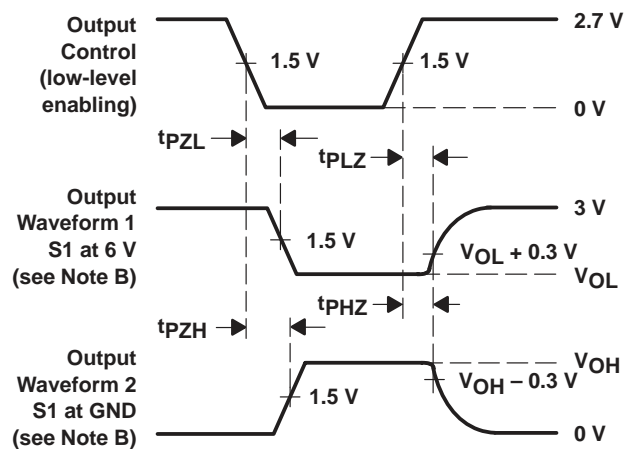 Output
Control
(low-level
enabling)
2.7 V
1.5 V
1.5 V
0 V
tPZL
tPLZ
Output
Waveform 1
S1 at 6 V
(see Note B)
3 V
1.5 V
VOL + 0.3 V
VOL
tPHZ
tPZH
Output
Waveform 2
S1 at GND
(see Note B)
VOH
VOH – 0.3 V
1.5 V
0 V